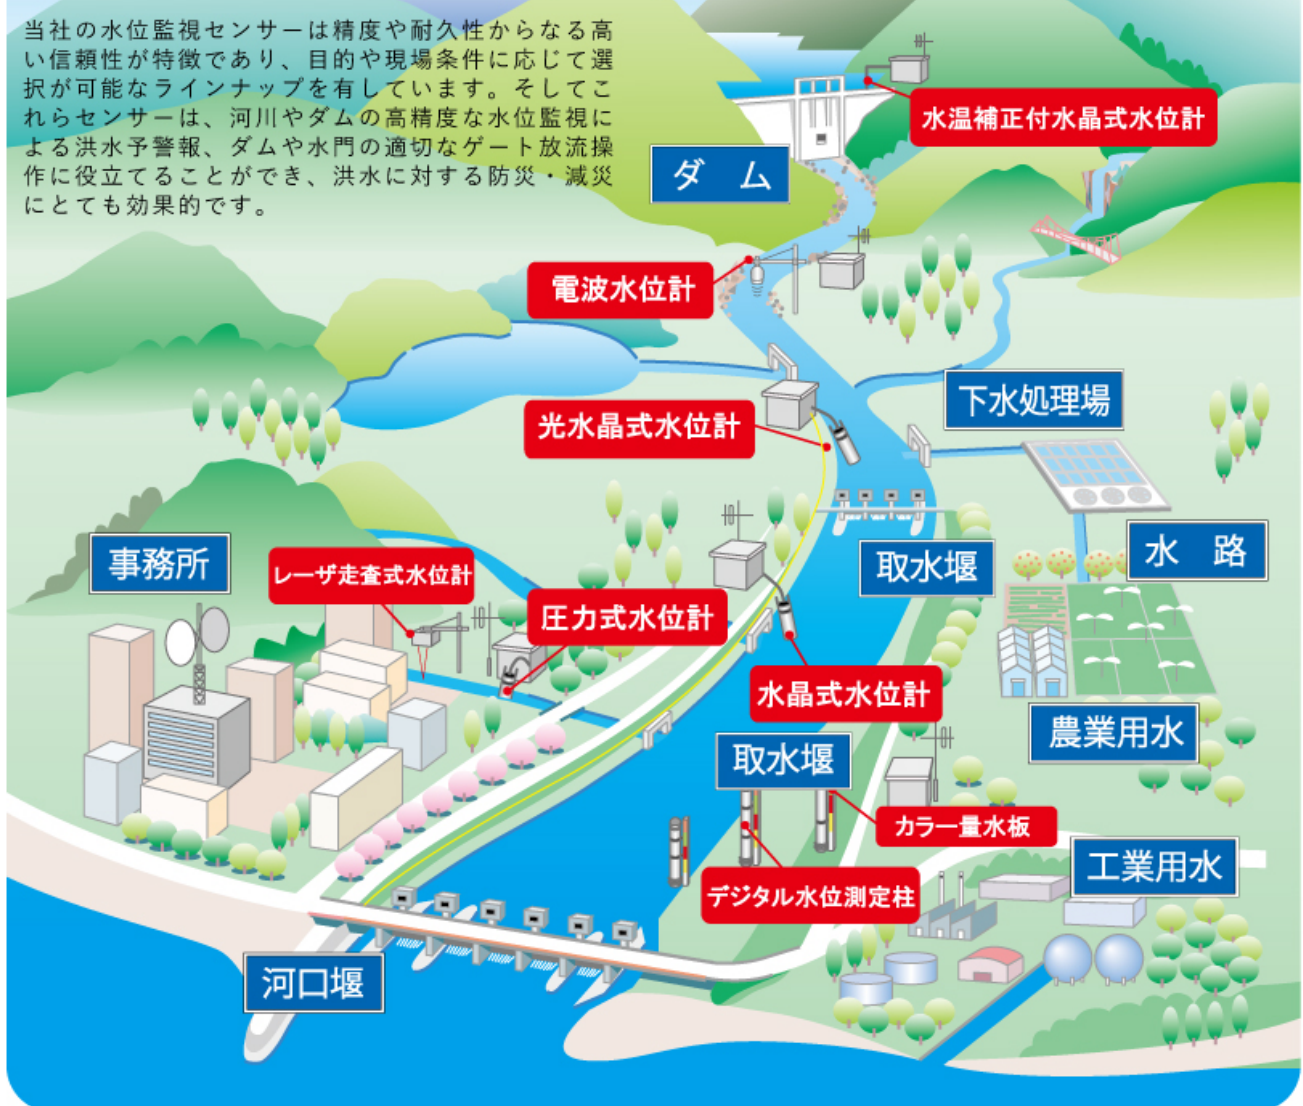 当社の水位監視センサーは精度や耐久性からなる高
い信頼性が特徴であり、目的や現場条件に応じて選
択が可能なラインナップを有しています。そしてこ
れらセンサーは、河川やダムの高精度な水位監視に
よる洪水予警報、ダムや水門の適切なゲート放流操
作に役立てることができ、洪水に対する防災・減災
にとても効果的です。
水温補正付水晶式水位計
ダ　ム
電波水位計
下水処理場
光水晶式水位計
水　路
事務所
取水堰
レーザ走査式水位計
圧力式水位計
水晶式水位計
農業用水
取水堰
カラー量水板
工業用水
デジタル水位測定柱
河口堰